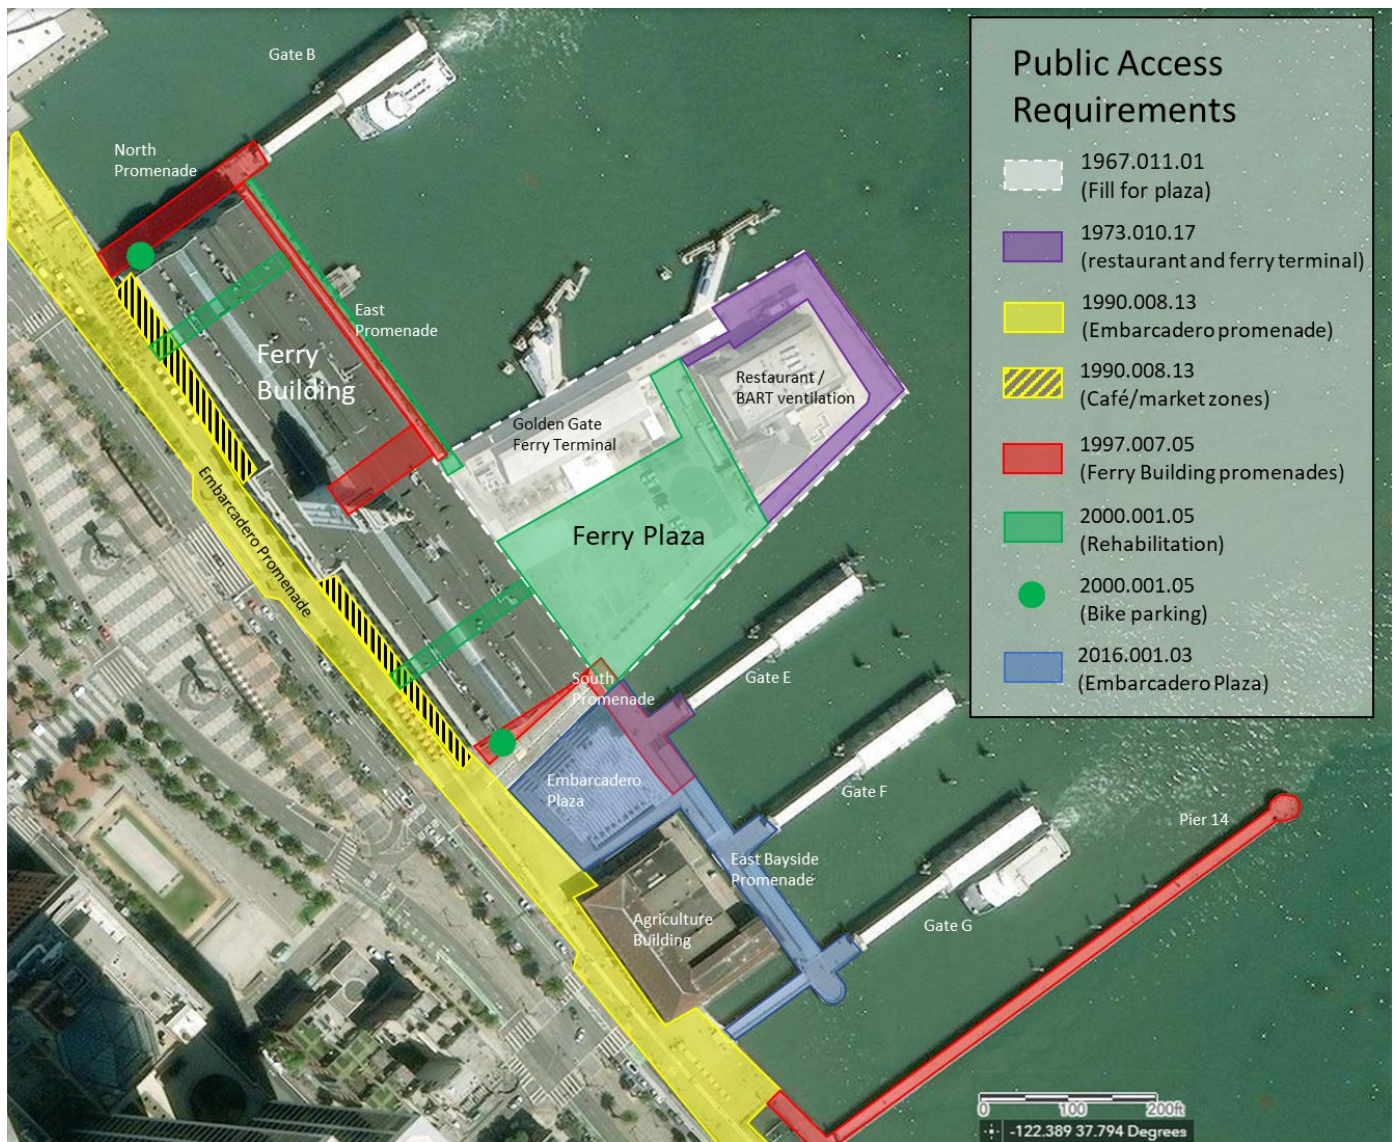 Gate B
North
Promenade
East
Promenade
Ferry
Building
Golden Gate
Ferry Terminal
Restaurant /
BART ventilation
Embarcadero Promenade
Ferry Plaza
South
Promenade
Gate E
Embarcadero
Plaza
Gate F
East Bayside
Promenade
Pier 14
Agriculture
Building
Gate G
Public Access
Requirements
1967.011.01
(Fill for plaza)
1973.010.17
(restaurant and ferry terminal)
1990.008.13
(Embarcadero promenade)
1990.008.13
(Café/market zones)
1997.007.05
(Ferry Building promenades)
2000.001.05
(Rehabilitation)
2000.001.05
(Bike parking)
2016.001.03
(Embarcadero Plaza)
0 100 200ft
-122.389 37.794 Degrees